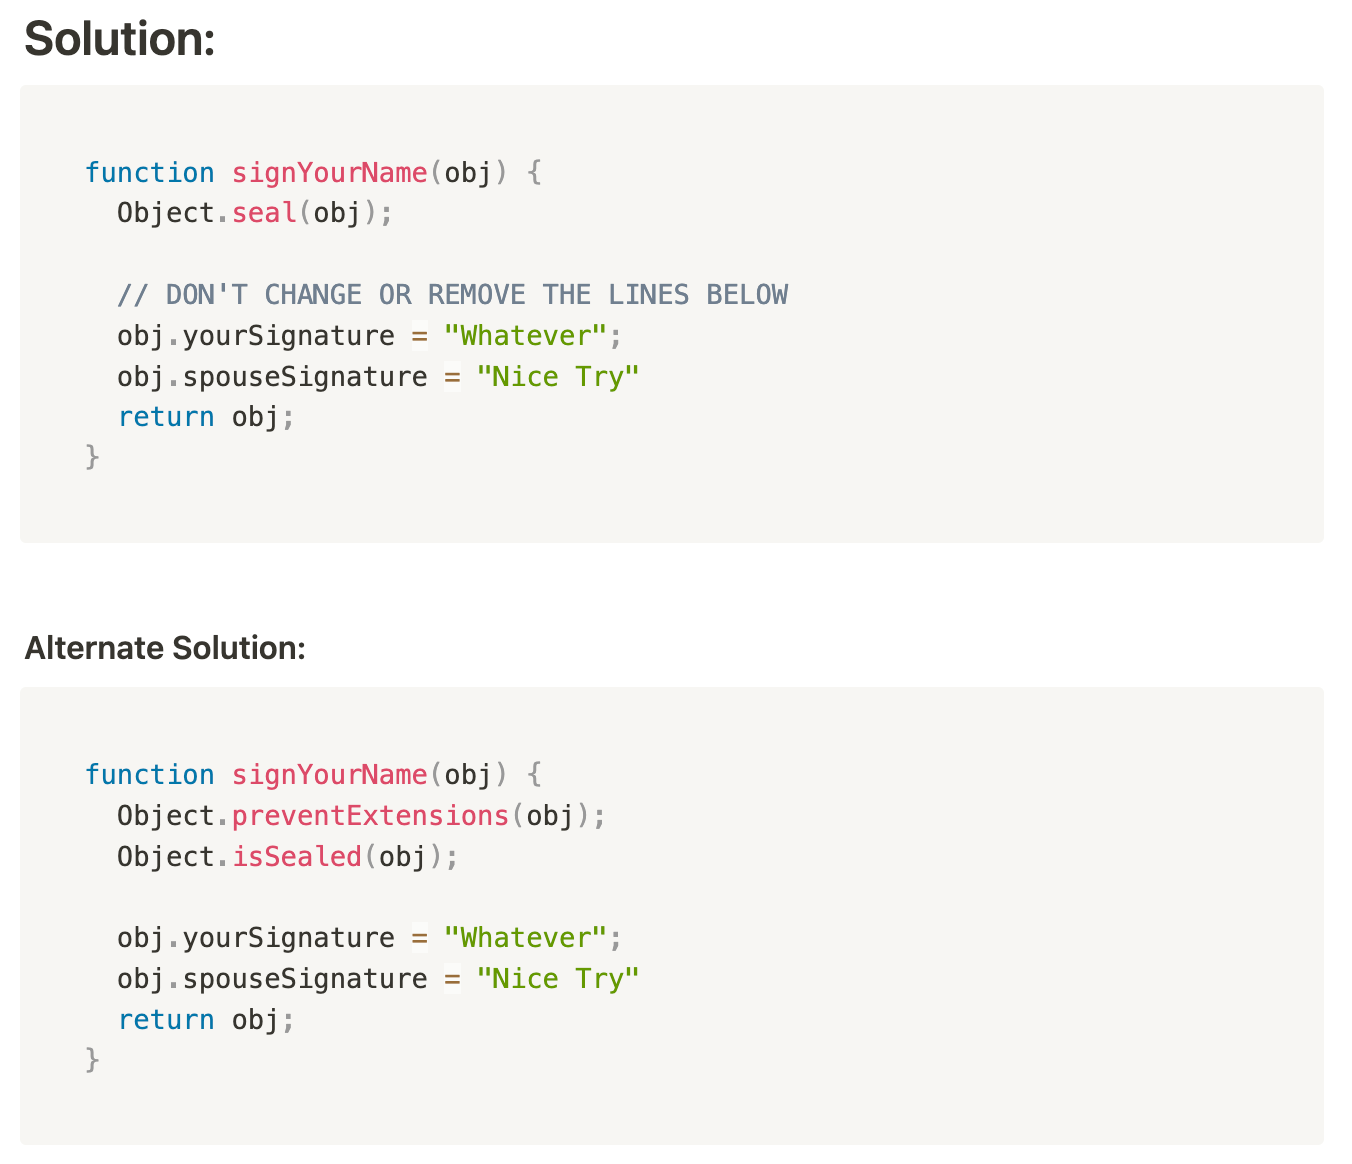 Solution:
function signYourName(obj) {
  Object.seal(obj);
  // DON'T CHANGE OR REMOVE THE LINES BELOW
  obj.yourSignature = "Whatever";
  obj.spouseSignature = "Nice Try"
  return obj;
}
Alternate Solution:
function signYourName(obj) {
  Object.preventExtensions(obj);
  Object.isSealed(obj);
  obj.yourSignature = "Whatever";
  obj.spouseSignature = "Nice Try"
  return obj;
}